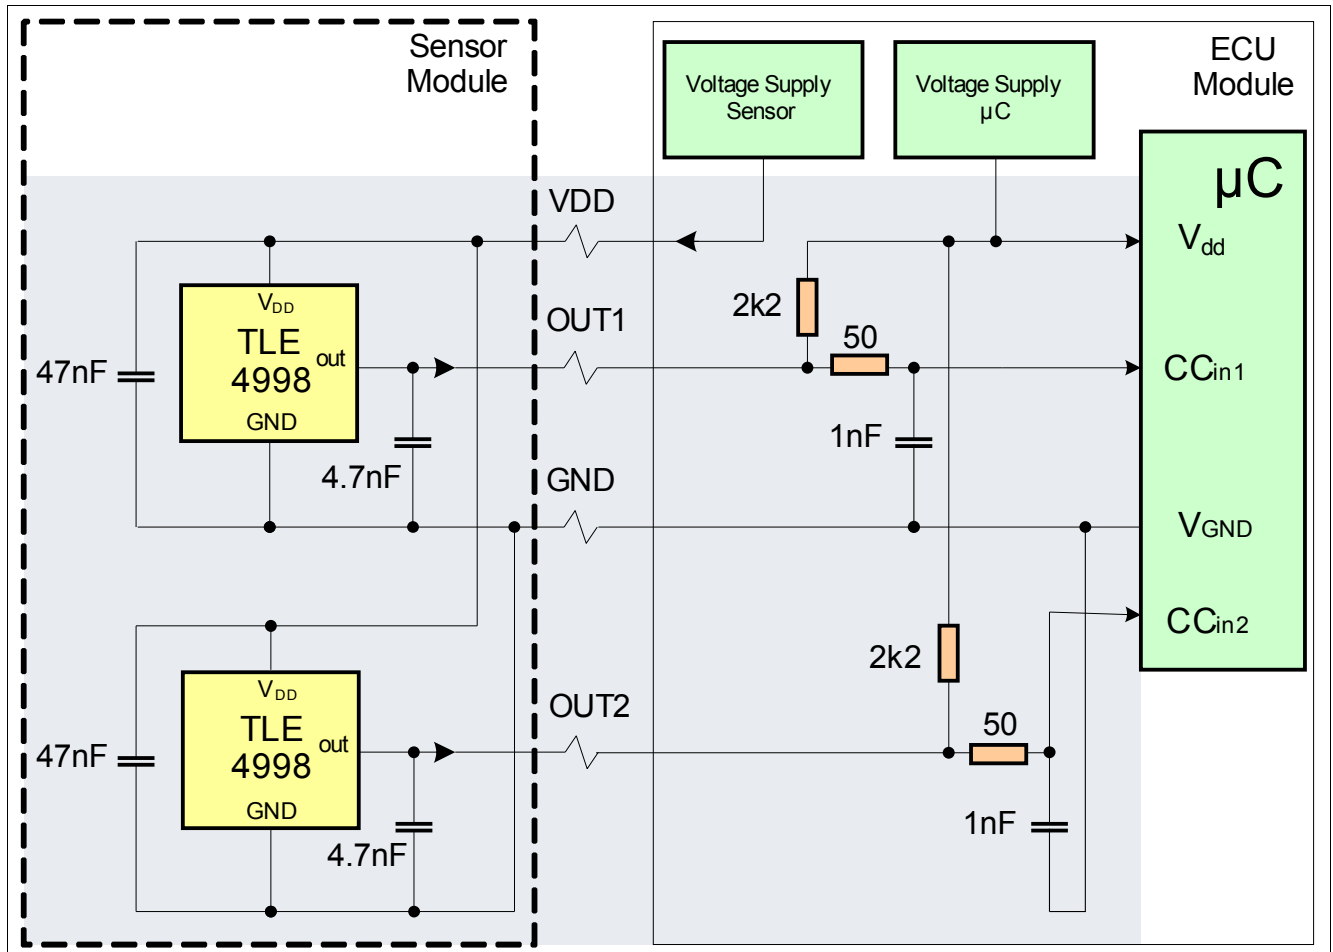 Sensor
Module
ECU
Module
Voltage Supply
Sensor
Voltage Supply
µC
µC
VDD
Vdd
VDD
TLE
4998
out
GND
47nF
4.7nF
OUT1
2k2
50
1nF
CCin1
GND
VGND
CCin2
VDD
TLE
4998
out
GND
47nF
4.7nF
OUT2
2k2
50
1nF